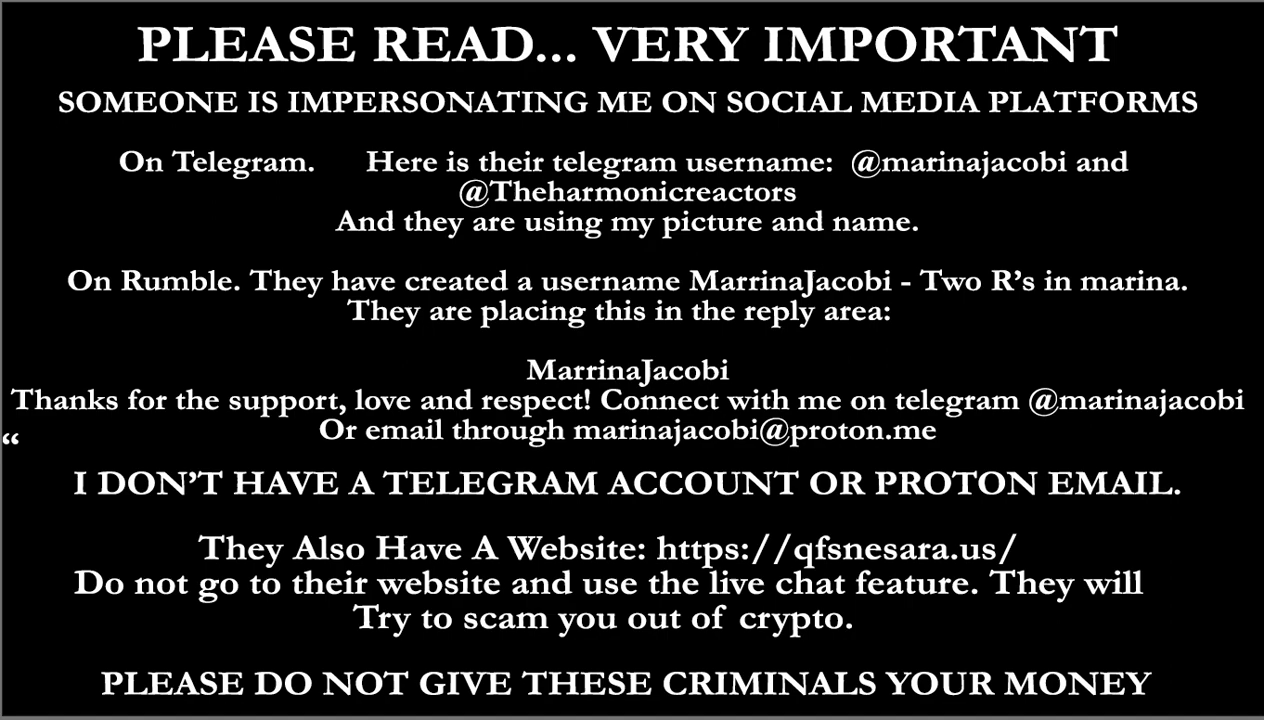 PLEASE READ... VERY IMPORTANT
SOMEONE IS IMPERSONATING ME ON SOCIAL MEDIA PLATFORMS
On Telegram. Here is their telegram username: @marinajacobi and
@Theharmonicreactors
And they are using my picture and name.
On Rumble. They have created a username MarrinaJacobi - Two R’s in marina.
They are placing this in the reply area:
MarrinaJacobi
Thanks for the support, love and respect! Connect with me on telegram @marinajacobi
“ Or email through marinajacobi@proton.me
I DON’T HAVE A TELEGRAM ACCOUNT OR PROTON EMAIL.
They Also Have A Website: https://qfsnesara.us/
Do not go to their website and use the live chat feature. They will
Try to scam you out of crypto.
PLEASE DO NOT GIVE THESE CRIMINALS YOUR MONEY